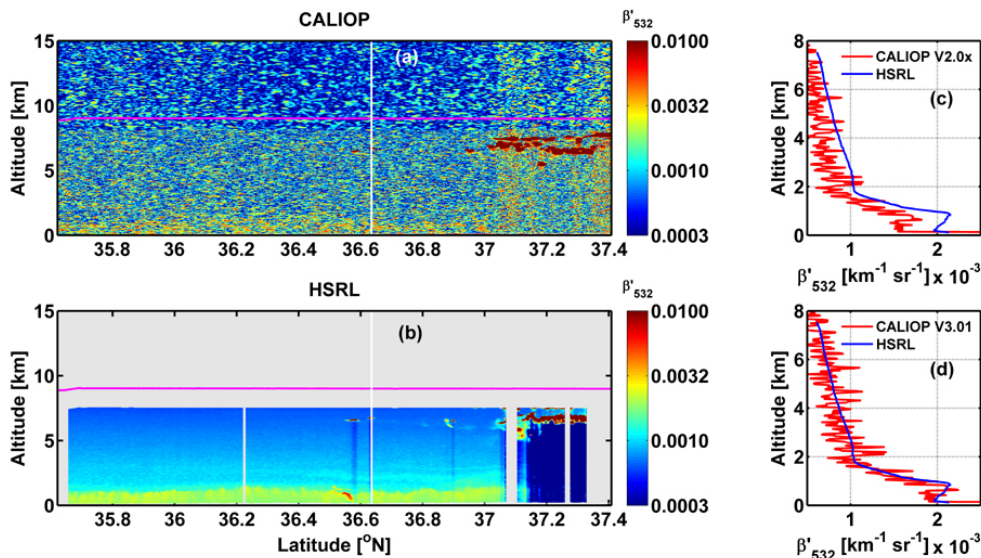 CALIOP
β'532
15
10
5
0
Altitude [km]
(a)
0.0100
0.0032
0.0010
0.0003
35.8 36 36.2 36.4 36.6 36.8 37 37.2 37.4
8
6
4
2
0
Altitude [km]
CALIOP V2.0x
HSRL
(c)
1 2
β'532 [km-1 sr-1] x 10-3
HSRL
β'532
15
10
5
0
Altitude [km]
(b)
0.0100
0.0032
0.0010
0.0003
35.8 36 36.2 36.4 36.6 36.8 37 37.2 37.4
Latitude [oN]
8
6
4
2
0
Altitude [km]
CALIOP V3.01
HSRL
(d)
1 2
β'532 [km-1 sr-1] x 10-3